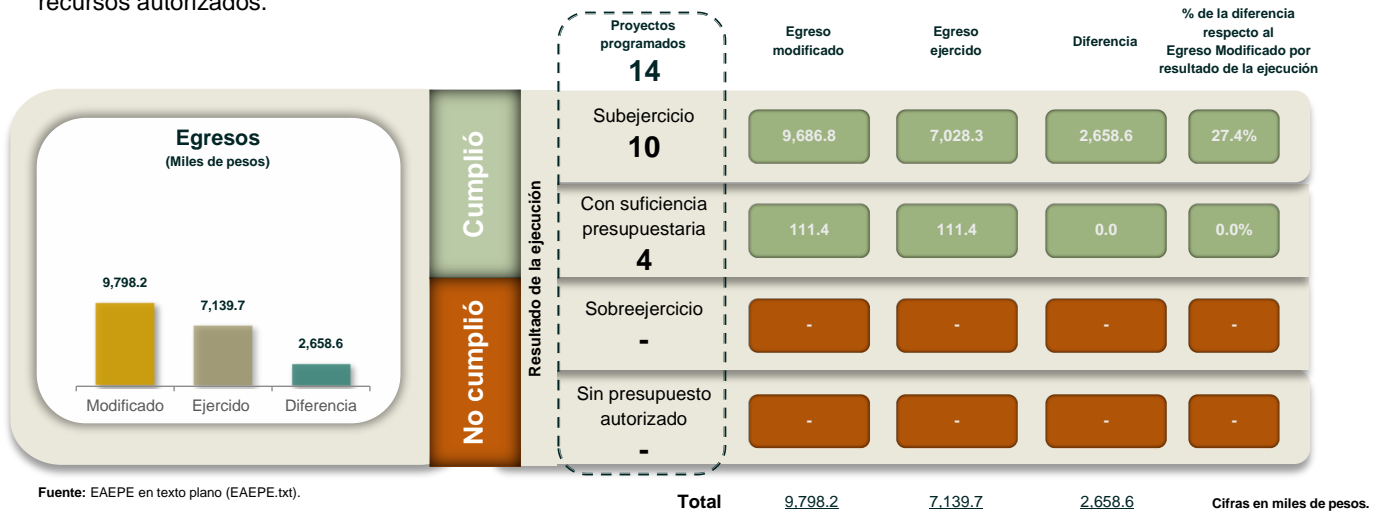 recursos autorizados.
Proyectos
programados
14
Egreso
modificado
Egreso
ejercido
Diferencia
% de la diferencia
respecto al
Egreso Modificado por
resultado de la ejecución
Egresos
(Miles de pesos)
9,798.2
7,139.7
2,658.6
Modificado
Ejercido
Diferencia
Cumplió
No cumplió
Resultado de la ejecución
Subejercicio
10
9,686.8
7,028.3
2,658.6
27.4%
Con suficiencia
presupuestaria
4
111.4
111.4
0.0
0.0%
Sobreejercicio
-
-
-
-
-
Sin presupuesto
autorizado
-
-
-
-
-
Fuente: EAEPE en texto plano (EAEPE.txt).
Total
9,798.2
7,139.7
2,658.6
Cifras en miles de pesos.